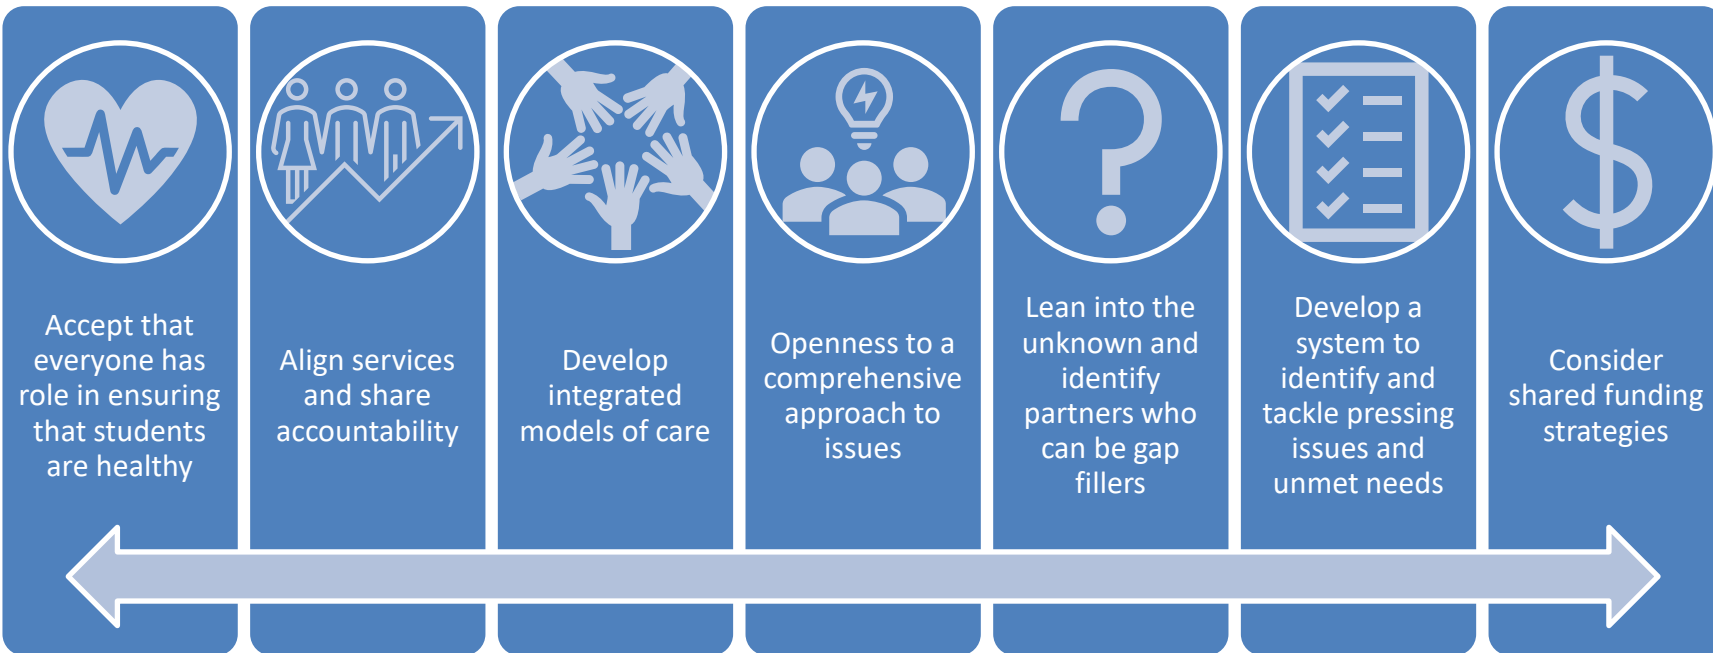 Accept that
everyone has
role in ensuring
that students
are healthy
Align services
and share
accountability
Develop
integrated
models of care
Openness to a
comprehensive
approach to
issues
Lean into the
unknown and
identify
partners who
can be gap
fillers
Develop a
system to
identify and
tackle pressing
issues and
unmet needs
Consider
shared funding
strategies